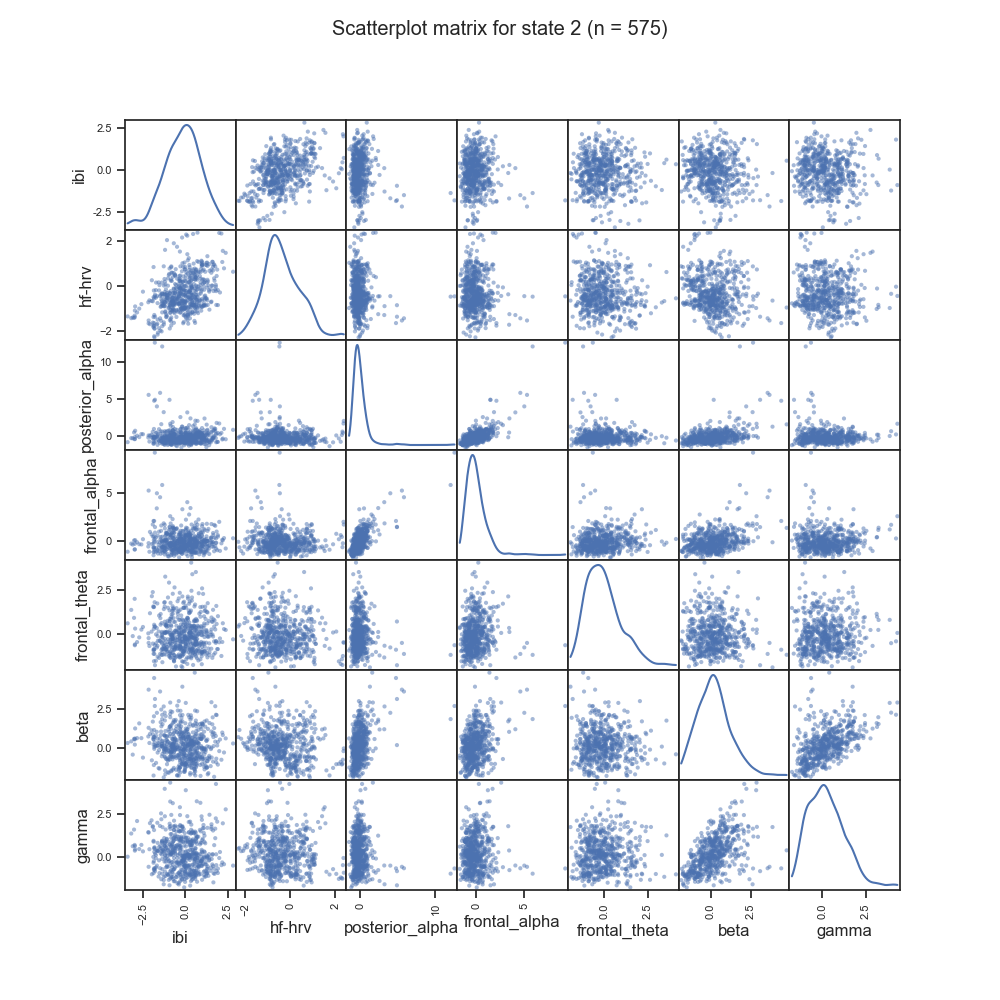 Scatterplot matrix for state 2 (n = 575)
ibi
2.5
0.0
−2.5
hf-hrv
2
0
−2
posterior_alpha
10
5
0
frontal_alpha
5
0
frontal_theta
2.5
0.0
beta
2.5
0.0
gamma
2.5
0.0
−2.5 0.0 2.5 −2 0 2 0 10 0 5 0.0 2.5 0.0 2.5 0.0 2.5
ibi hf-hrv posterior_alpha frontal_alpha frontal_theta beta gamma